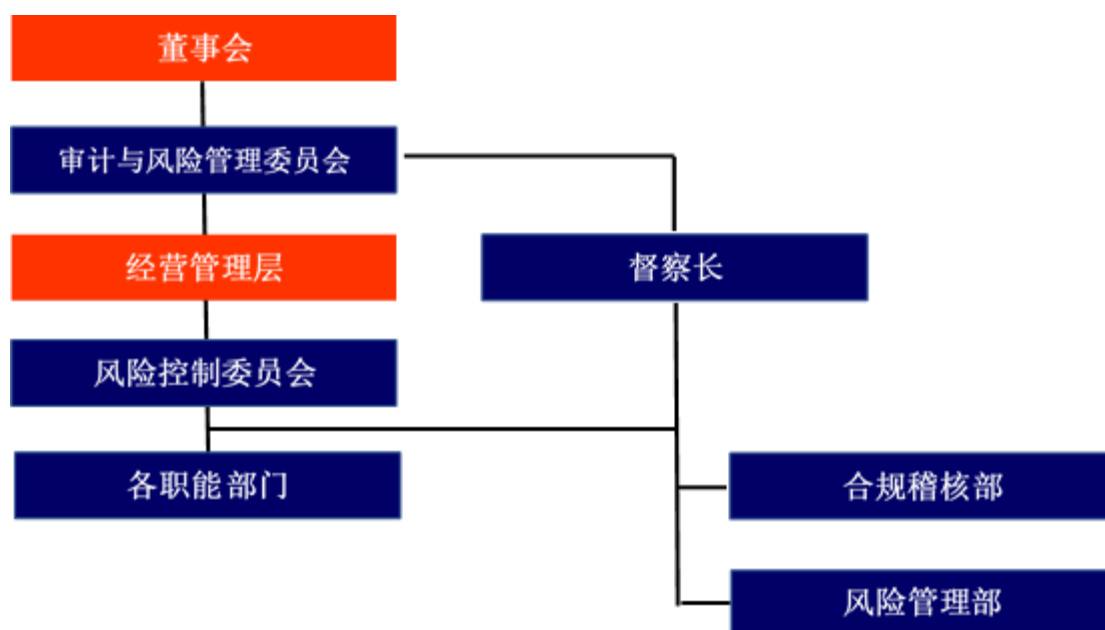 董事会
审计与风险管理委员会
经营管理层
督察长
风险控制委员会
各职能部门
合规稽核部
风险管理部